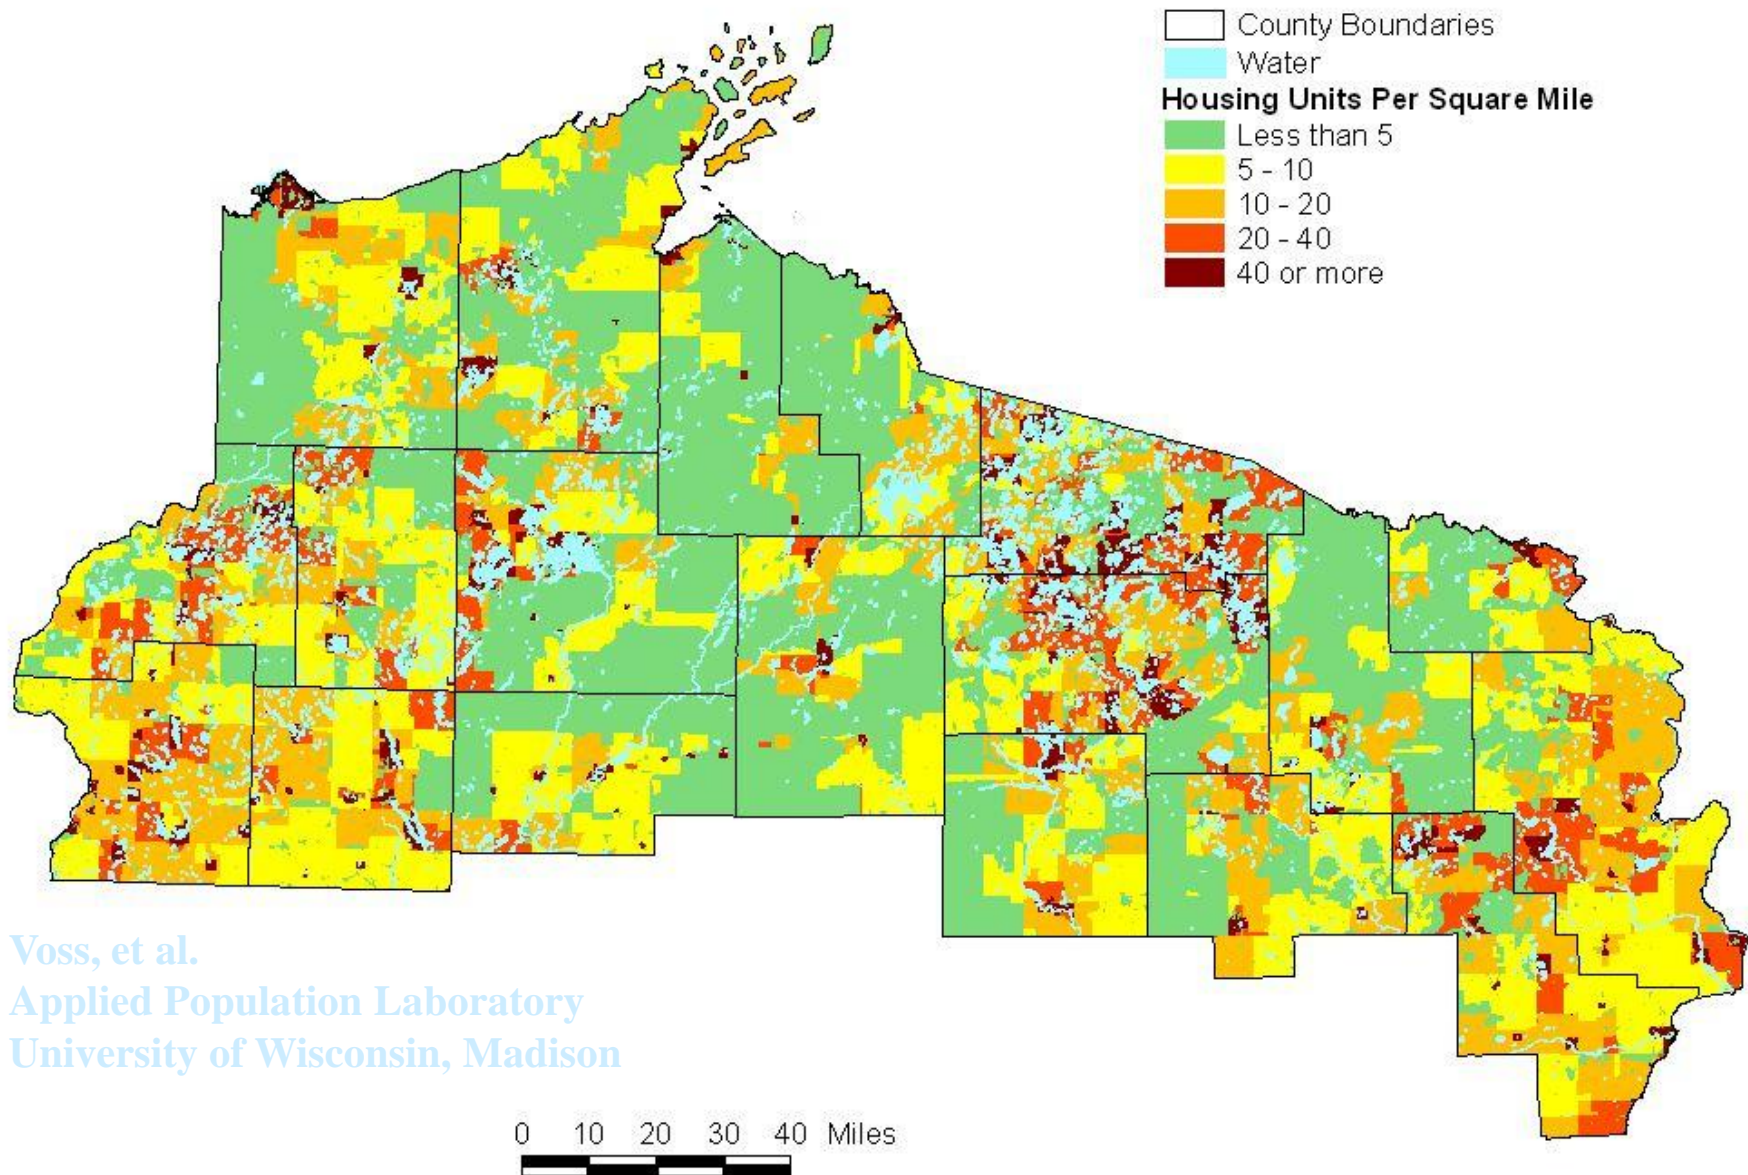 County Boundaries
Water
Housing Units Per Square Mile
Less than 5
5 - 10
10 - 20
20 - 40
40 or more
Voss, et al.
Applied Population Laboratory
University of Wisconsin, Madison
0 10 20 30 40 Miles